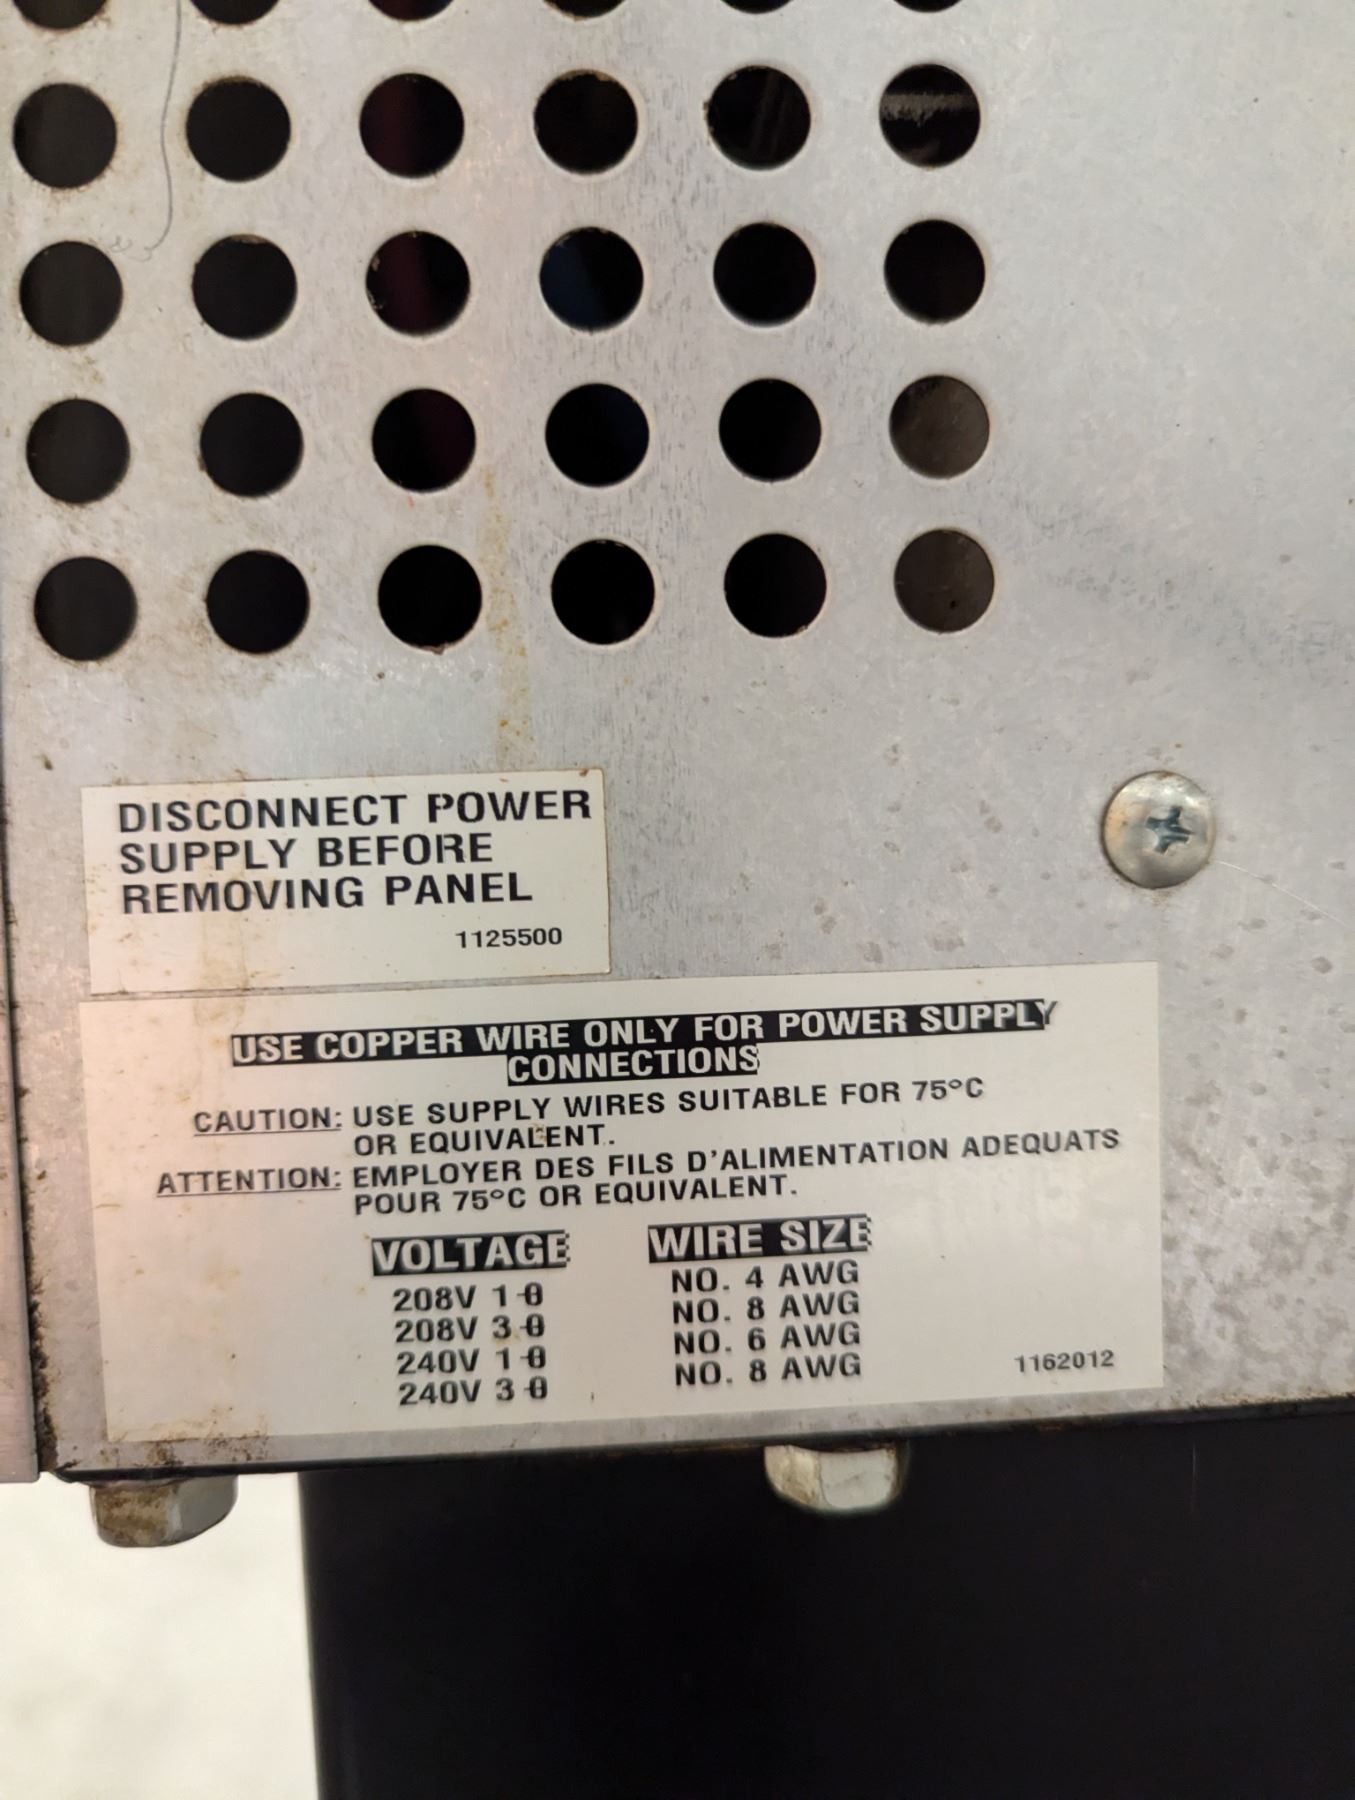 DISCONNECT POWER
SUPPLY BEFORE
REMOVING PANEL
1125500
USE COPPER WIRE ONLY FOR POWER SUPPLY
CONNECTIONS
CAUTION: USE SUPPLY WIRES SUITABLE FOR 75°C
OR EQUIVALENT.
ATTENTION: EMPLOYER DES FILS D'ALIMENTATION ADEQUATS
POUR 75°C OR EQUIVALENT.
VOLTAGE WIRE SIZE
208V 1-θ NO. 4 AWG
208V 3-θ NO. 8 AWG
240V 1-θ NO. 6 AWG
240V 3-θ NO. 8 AWG
1162012